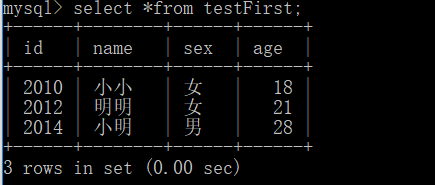 mysql> select *from testFirst;
+------+--------+------+------+
| id   | name   | sex  | age  |
+------+--------+------+------+
| 2010 | 小小   | 女   |   18 |
| 2012 | 明明   | 女   |   21 |
| 2014 | 小明   | 男   |   28 |
+------+--------+------+------+
3 rows in set (0.00 sec)